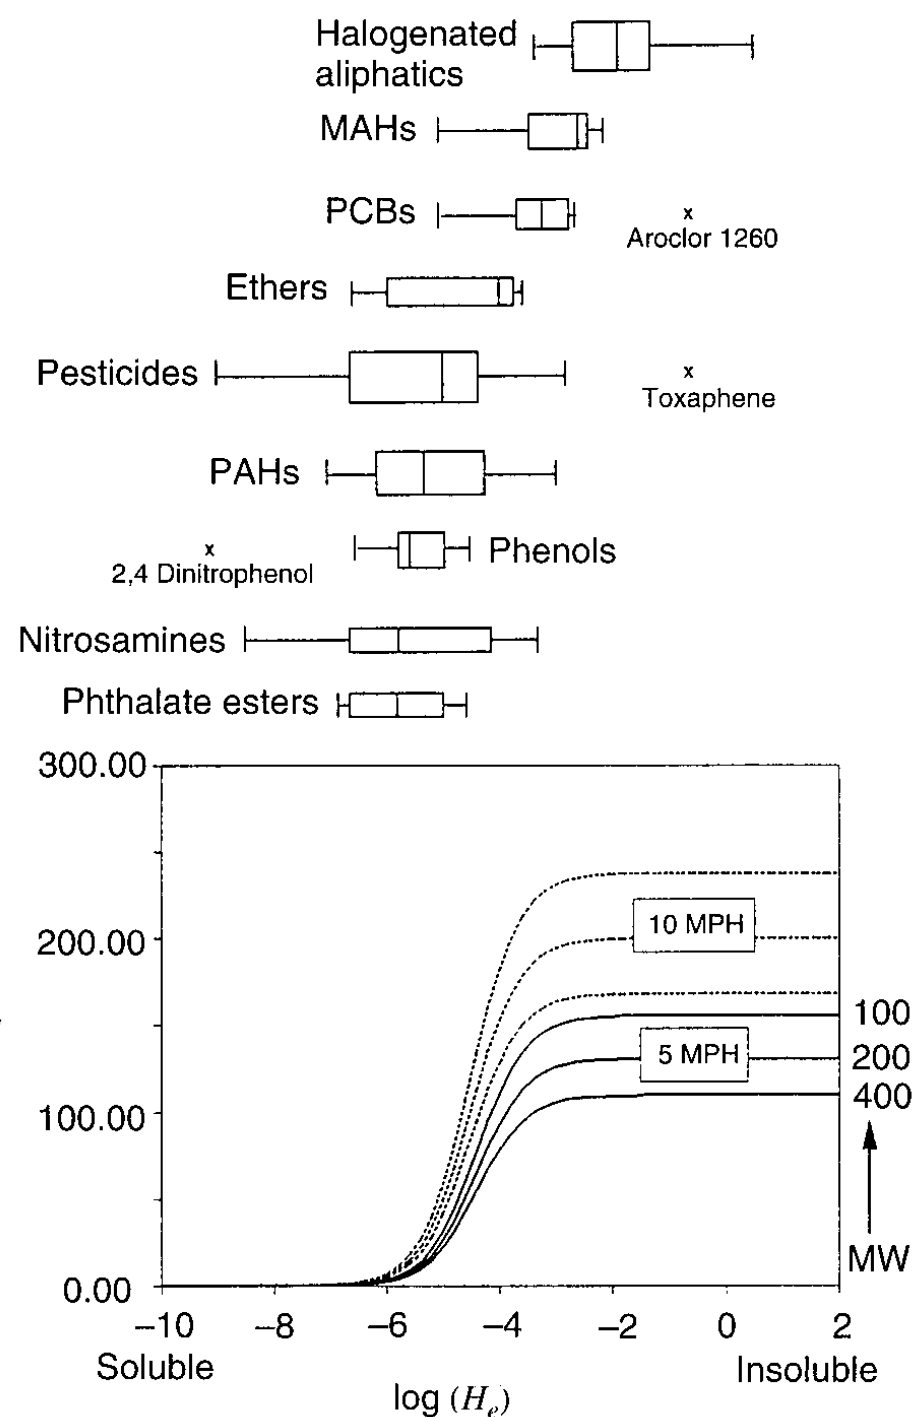 Halogenated
aliphatics
MAHs
PCBs
x
Aroclor 1260
Ethers
Pesticides
x
Toxaphene
PAHs
x
2,4 Dinitrophenol
Phenols
Nitrosamines
Phthalate esters
300.00
200.00
100.00
0.00
10 MPH
5 MPH
100
200
400
MW
–10 –8 –6 –4 –2 0 2
Soluble Insoluble
log (Hₑ)